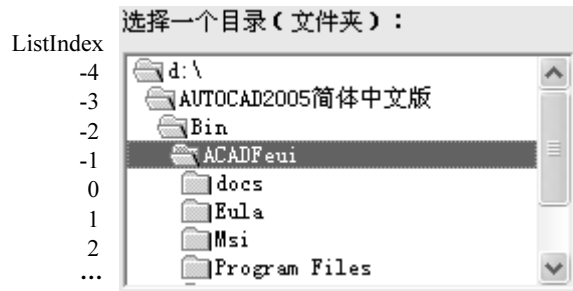 选择一个目录(文件夹):
ListIndex
-4 d:\
-3 AUTOCAD2005简体中文版
-2 Bin
-1 ACADFeui
0 docs
1 Eula
2 Msi
... Program Files